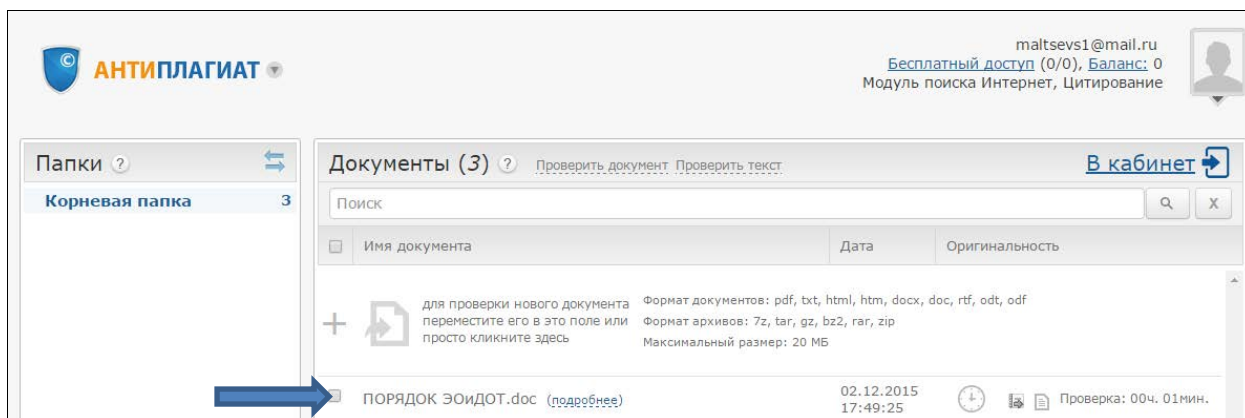 maltsevs1@mail.ru
Бесплатный доступ (0/0), Баланс: 0
Модуль поиска Интернет, Цитирование
© АНТИПЛАГИАТ
Папки ?
Документы (3) ? Проверить документ Проверить текст В кабинет
Корневая папка 3
Поиск X
Имя документа Дата Оригинальность
для проверки нового документа
переместите его в это поле или
просто кликните здесь
Формат документов: pdf, txt, html, htm, docx, doc, rtf, odt, odf
Формат архивов: 7z, tar, gz, bz2, rar, zip
Максимальный размер: 20 МБ
ПОРЯДОК ЭОиДОТ.doc (подробнее) 02.12.2015 Проверка: 00ч. 01мин.
17:49:25